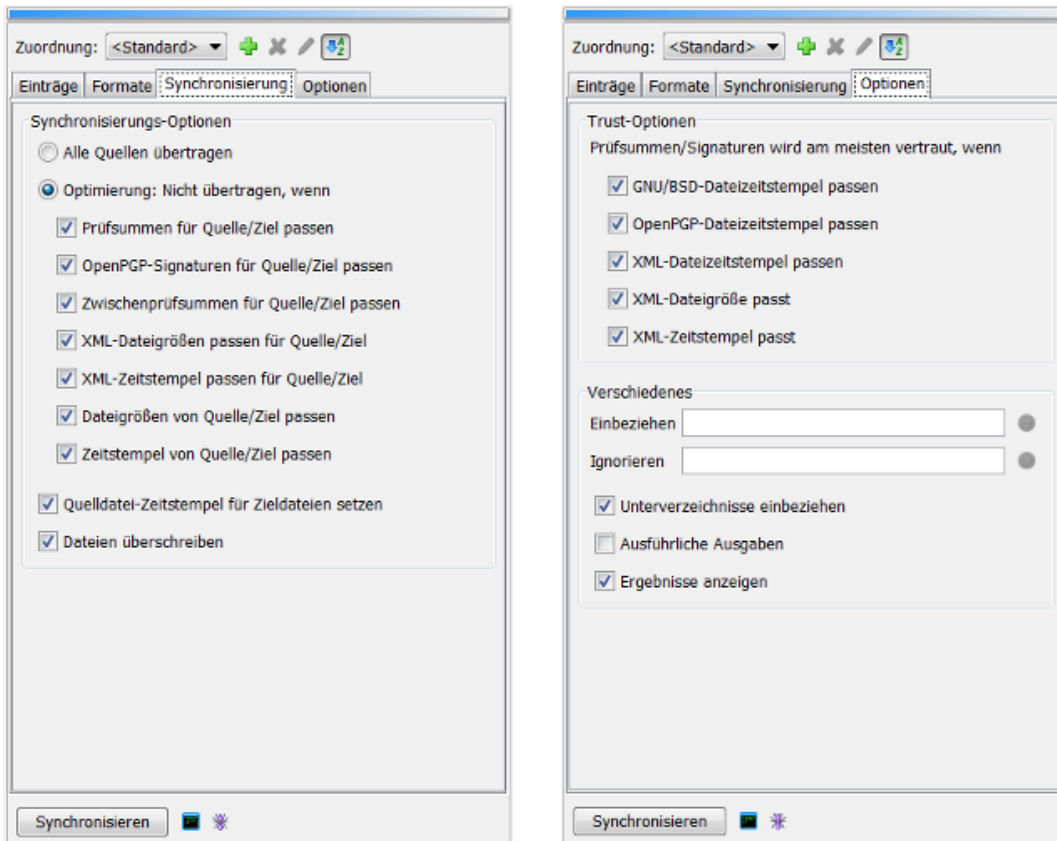 Zuordnung: <Standard>
Einträge Formate Synchronisierung Optionen
Synchronisierungs-Optionen
Alle Quellen übertragen
Optimierung: Nicht übertragen, wenn
Prüfsummen für Quelle/Ziel passen
OpenPGP-Signaturen für Quelle/Ziel passen
Zwischenprüfsummen für Quelle/Ziel passen
XML-Dateigrößen passen für Quelle/Ziel
XML-Zeitstempel passen für Quelle/Ziel
Dateigrößen von Quelle/Ziel passen
Zeitstempel von Quelle/Ziel passen
Quelldatei-Zeitstempel für Zieldateien setzen
Dateien überschreiben
Synchronisieren
Zuordnung: <Standard>
Einträge Formate Synchronisierung Optionen
Trust-Optionen
Prüfsummen/Signaturen wird am meisten vertraut, wenn
GNU/BSD-Dateizeitstempel passen
OpenPGP-Dateizeitstempel passen
XML-Dateizeitstempel passen
XML-Dateigröße passt
XML-Zeitstempel passt
Verschiedenes
Einbeziehen
Ignorieren
Unterverzeichnisse einbeziehen
Ausführliche Ausgaben
Ergebnisse anzeigen
Synchronisieren